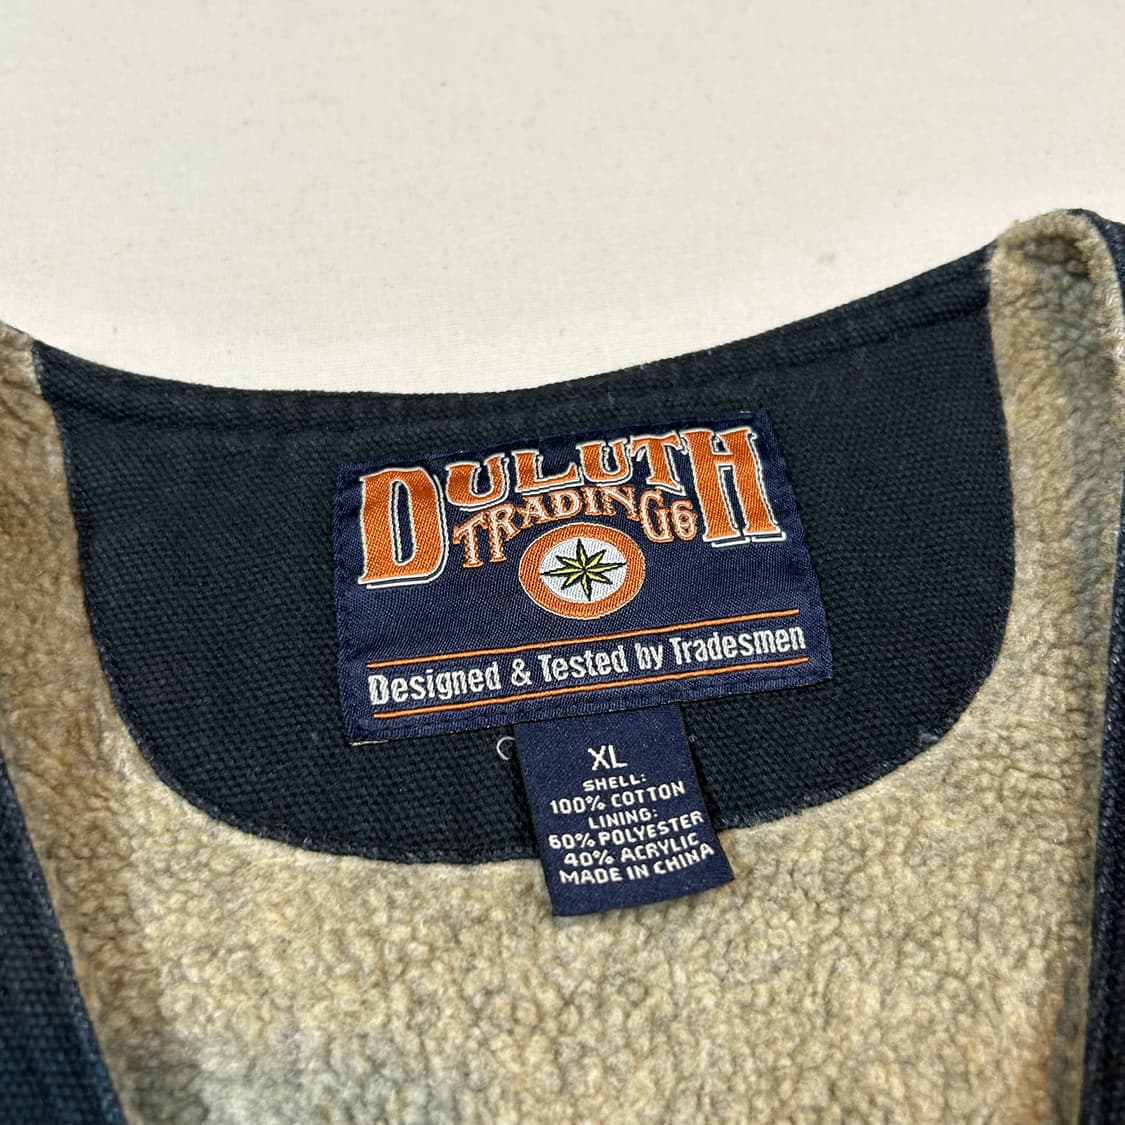 DULUTH
TRADING Co
Designed & Tested by Tradesmen
XL
SHELL:
100% COTTON
LINING:
60% POLYESTER
40% ACRYLIC
MADE IN CHINA